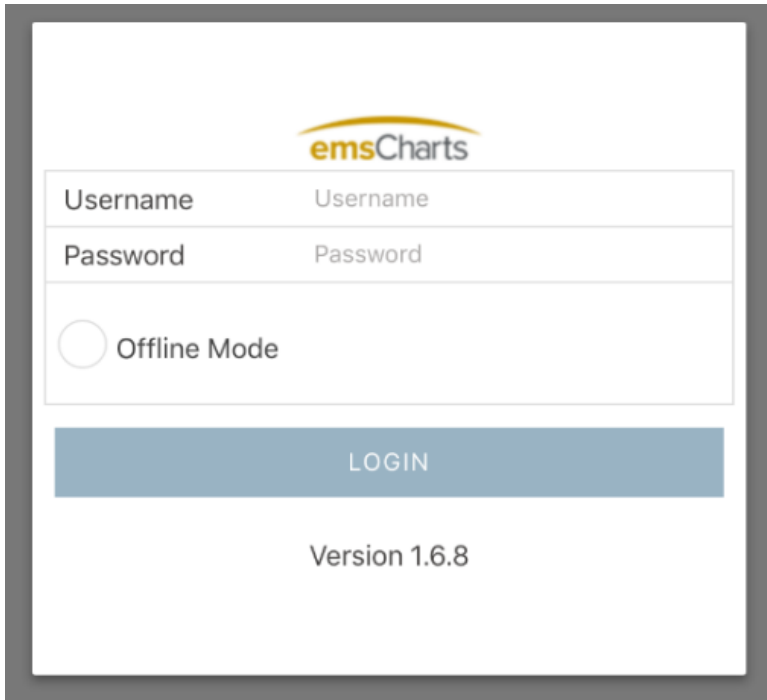 emsCharts
Username Username
Password Password
Offline Mode
LOGIN
Version 1.6.8